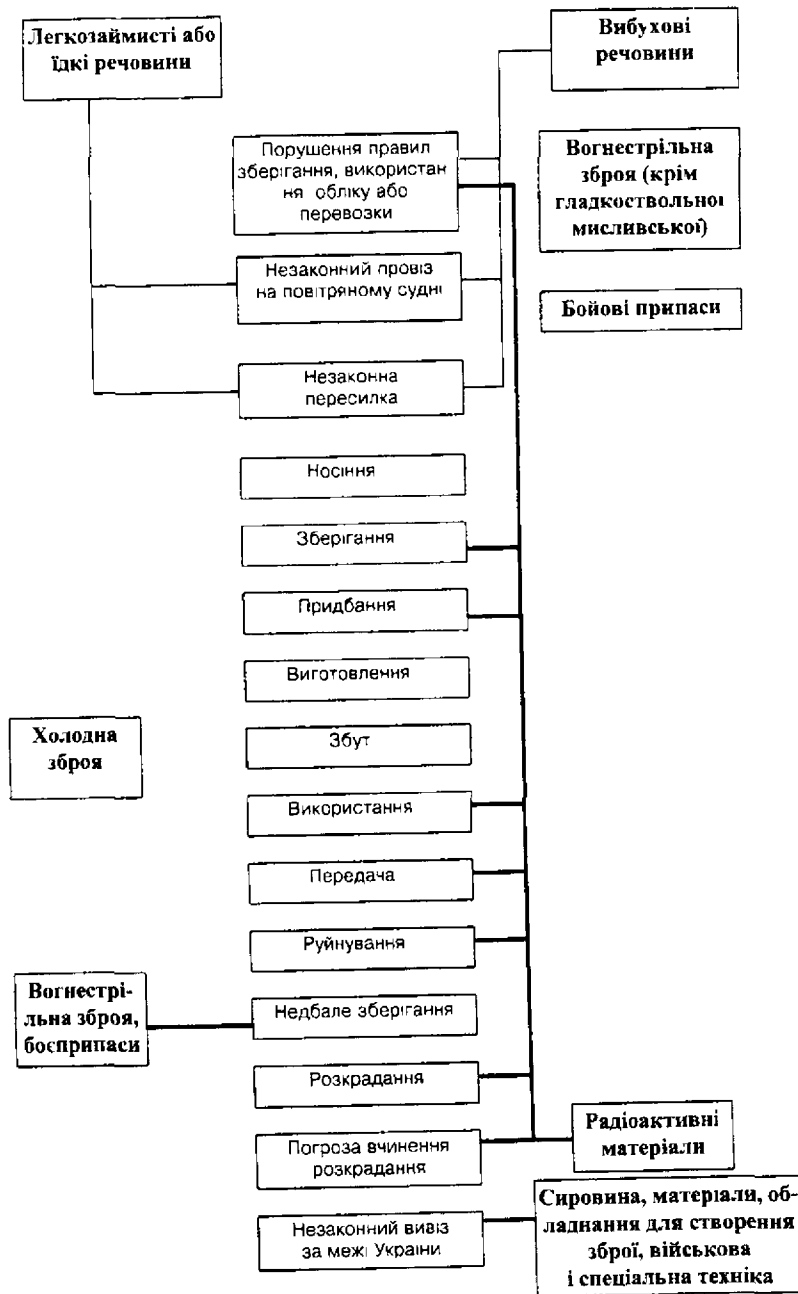 Легкозаймисті або
їдкі речовини
Вибухові
речовини
Порушення правил
зберігання, використан
ня обліку або
перевозки
Вогнестрільна
зброя (крім
гладкоствольної
мисливської)
Незаконний провіз
на повітряному судні
Бойові припаси
Незаконна
пересилка
Носіння
Зберігання
Придбання
Виготовлення
Холодна
зброя
Збут
Використання
Передача
Руйнування
Вогнестрі-
льна зброя,
боєприпаси
Недбале зберігання
Розкрадання
Погроза вчинення
розкрадання
Радіоактивні
матеріали
Незаконний вивіз
за межі України
Сировина, матеріали, об-
ладнання для створення
зброї, військова
і спеціальна техніка